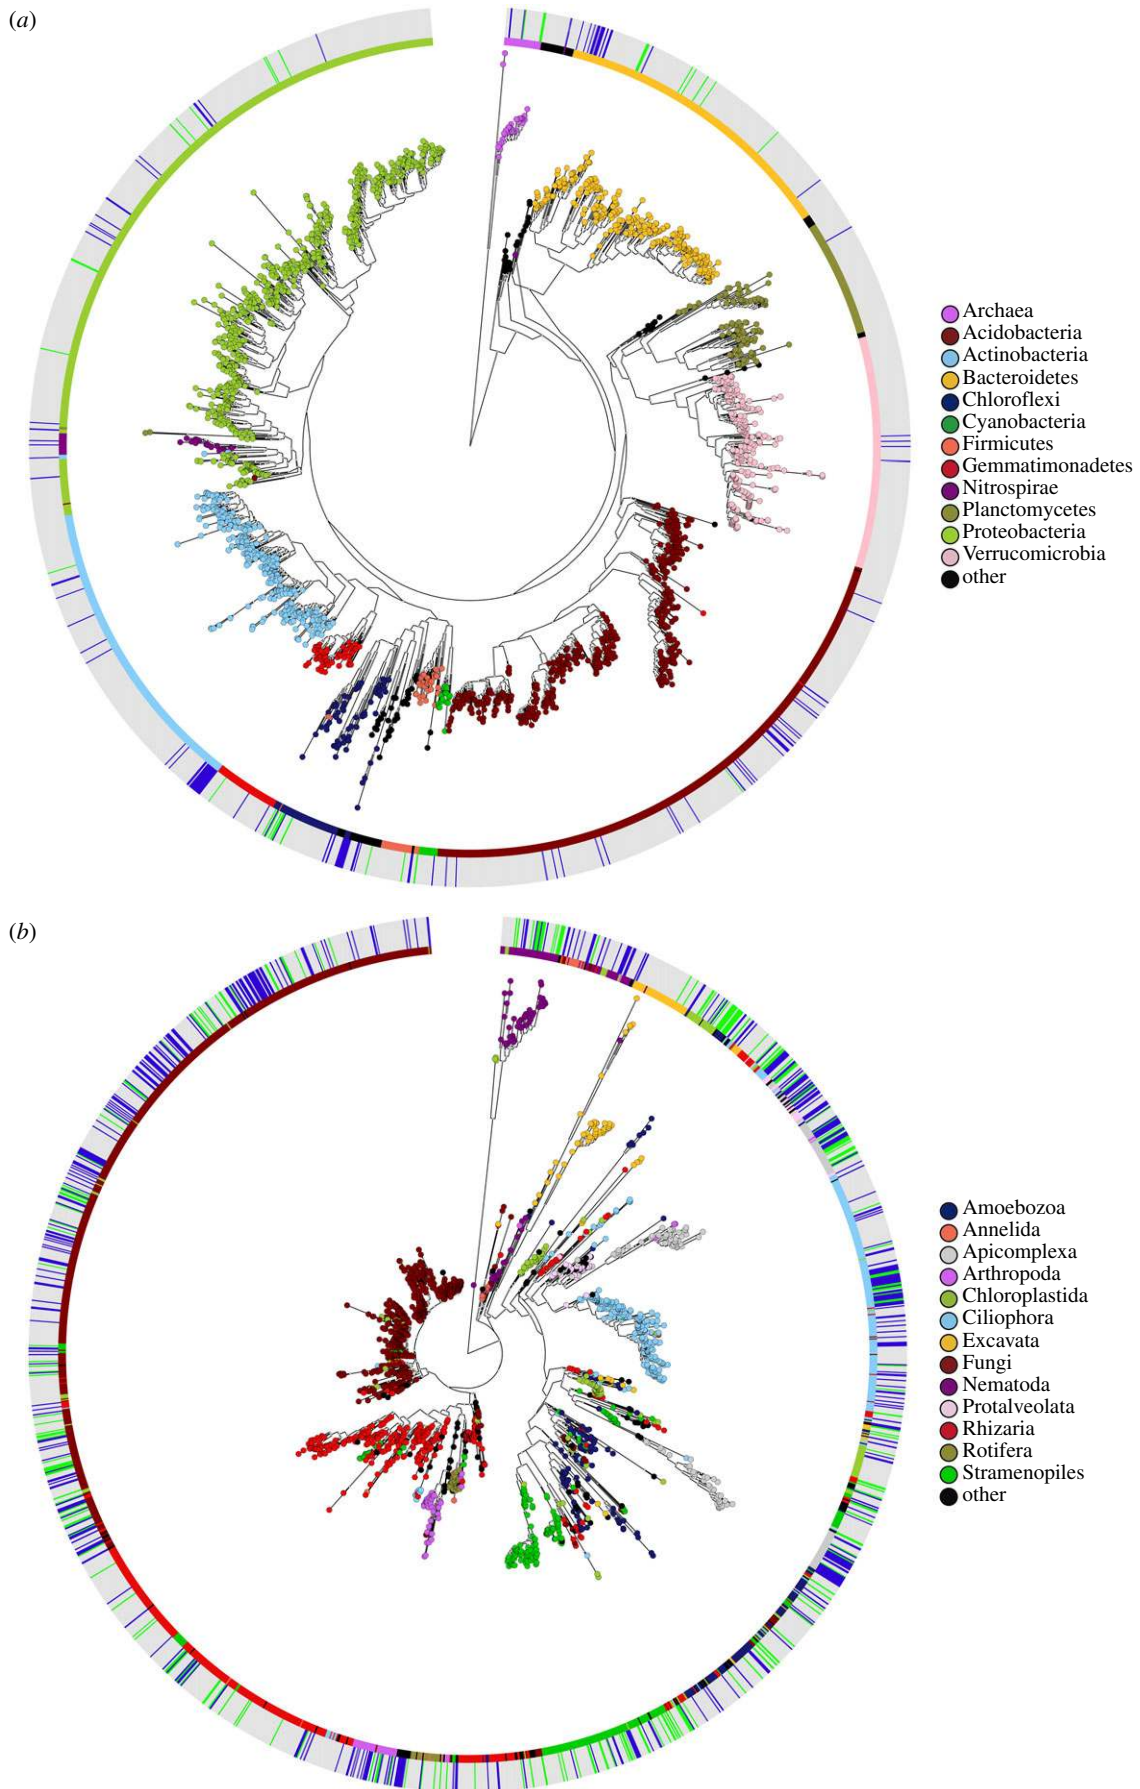 (a)
Archaea
Acidobacteria
Actinobacteria
Bacteroidetes
Chloroflexi
Cyanobacteria
Firmicutes
Gemmatimonadetes
Nitrospirae
Planctomycetes
Proteobacteria
Verrucomicrobia
other
(b)
Amoebozoa
Annelida
Apicomplexa
Arthropoda
Chloroplastida
Ciliophora
Excavata
Fungi
Nematoda
Protalveolata
Rhizaria
Rotifera
Stramenopiles
other